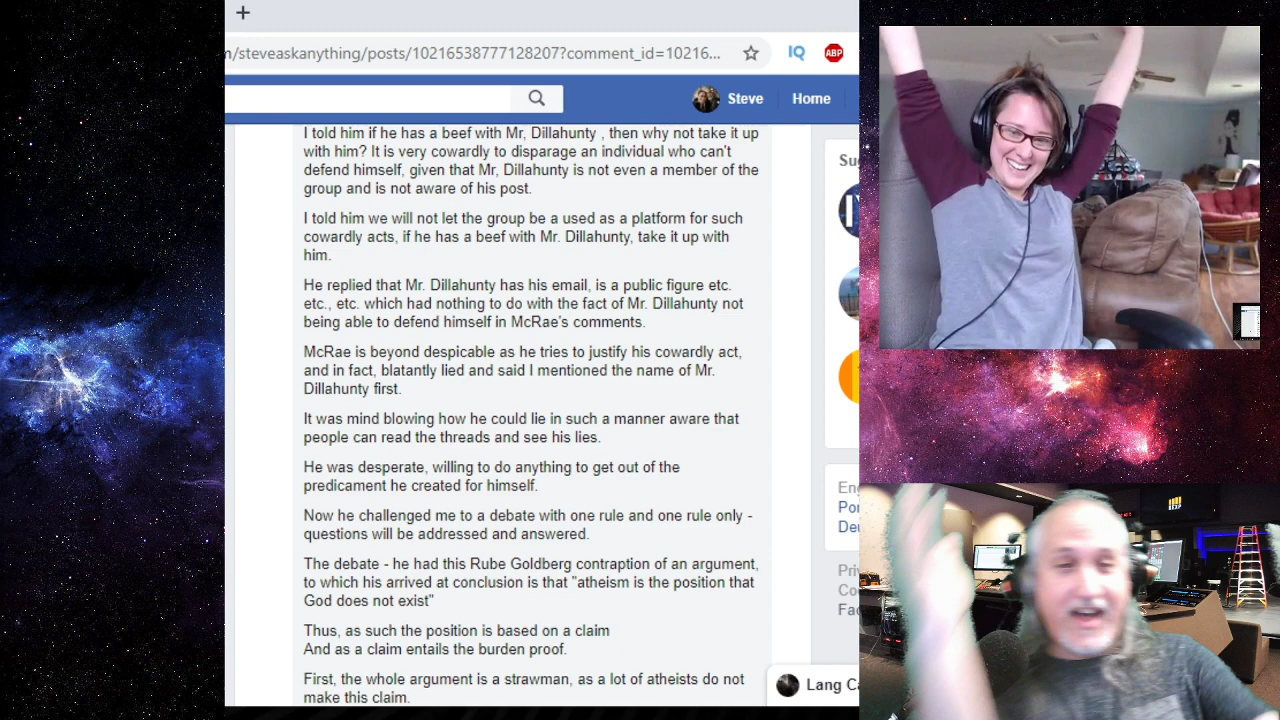 +
/steveaskanything/posts/10216538777128207?comment_id=10216...
IQ
ABP
Steve
Home
I told him if he has a beef with Mr, Dillahunty , then why not take it up
with him? It is very cowardly to disparage an individual who can't
defend himself, given that Mr, Dillahunty is not even a member of the
group and is not aware of his post.
I told him we will not let the group be a used as a platform for such
cowardly acts, if he has a beef with Mr. Dillahunty, take it up with
him.
He replied that Mr. Dillahunty has his email, is a public figure etc.
etc., etc. which had nothing to do with the fact of Mr. Dillahunty not
being able to defend himself in McRae's comments.
McRae is beyond despicable as he tries to justify his cowardly act,
and in fact, blatantly lied and said I mentioned the name of Mr.
Dillahunty first.
It was mind blowing how he could lie in such a manner aware that
people can read the threads and see his lies.
He was desperate, willing to do anything to get out of the
predicament he created for himself.
Now he challenged me to a debate with one rule and one rule only -
questions will be addressed and answered.
The debate - he had this Rube Goldberg contraption of an argument,
to which his arrived at conclusion is that "atheism is the position that
God does not exist"
Thus, as such the position is based on a claim
And as a claim entails the burden proof.
First, the whole argument is a strawman, as a lot of atheists do not
make this claim.
Su
En
Por
Deu
Pri
Co
Fac
Lang Ca